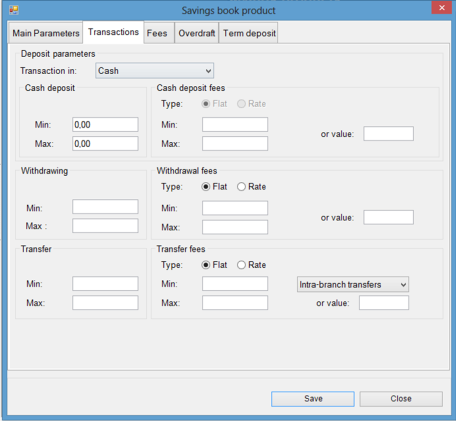 Savings book product
Main Parameters Transactions Fees Overdraft Term deposit
Deposit parameters
Transaction in: Cash
Cash deposit Cash deposit fees
Type: Flat Rate
Min: 0,00 Min: or value:
Max: 0,00 Max:
Withdrawing Withdrawal fees
Type: Flat Rate
Min: Min: or value:
Max : Max:
Transfer Transfer fees
Type: Flat Rate
Min: Min: Intra-branch transfers
Max: Max: or value:
Save Close